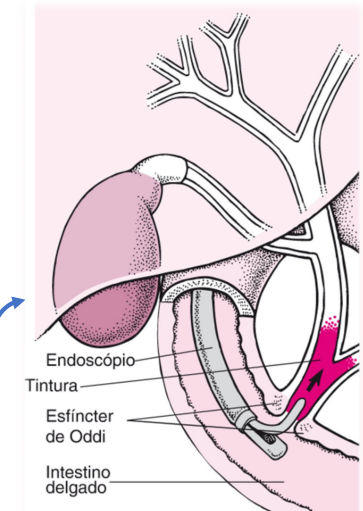 Endoscópio
Tintura
Esfíncter
de Oddi
Intestino
delgado